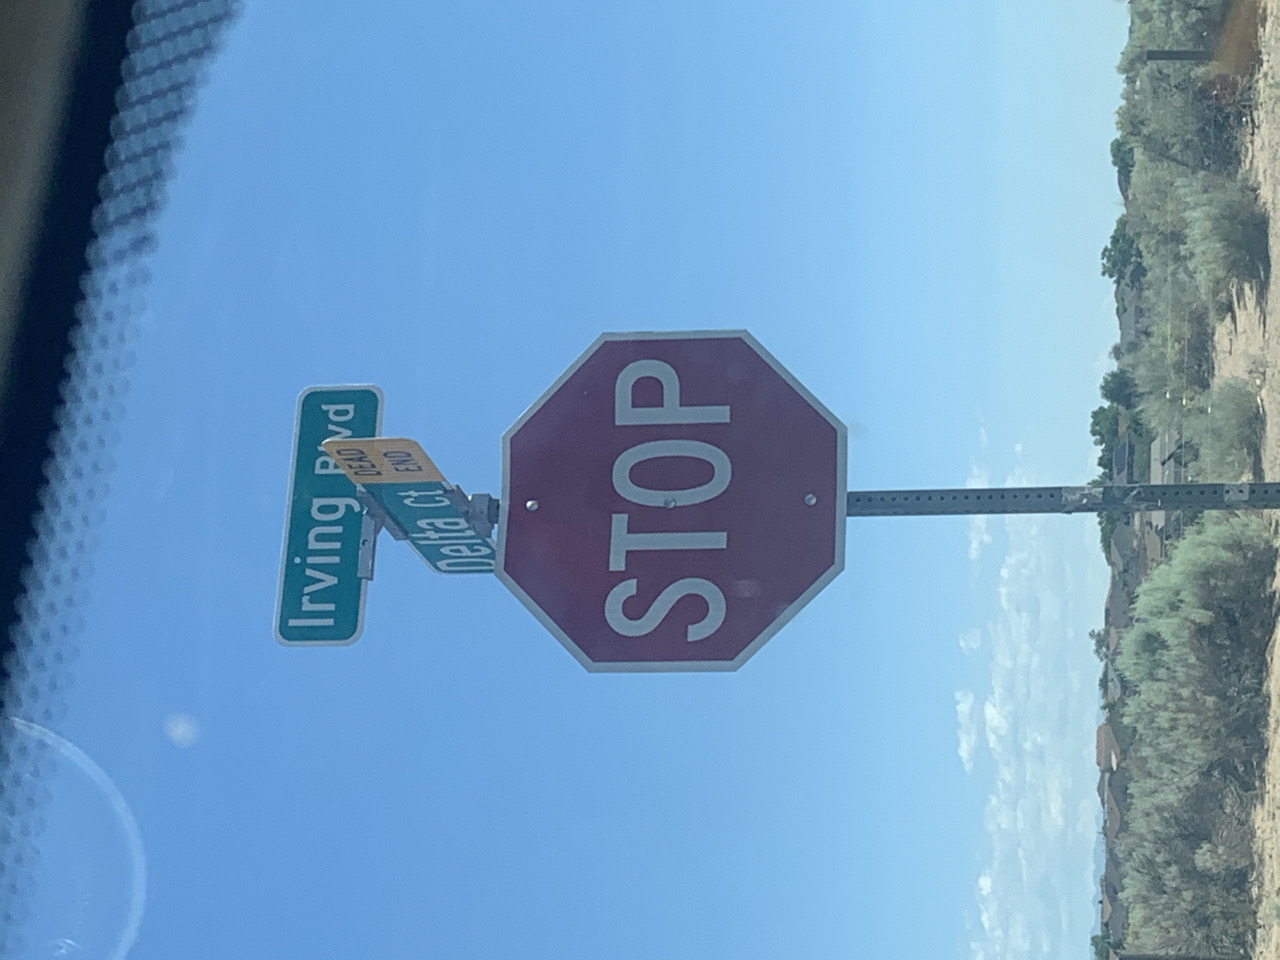 Irving Blvd
DEAD
END
Delta Ct
STOP